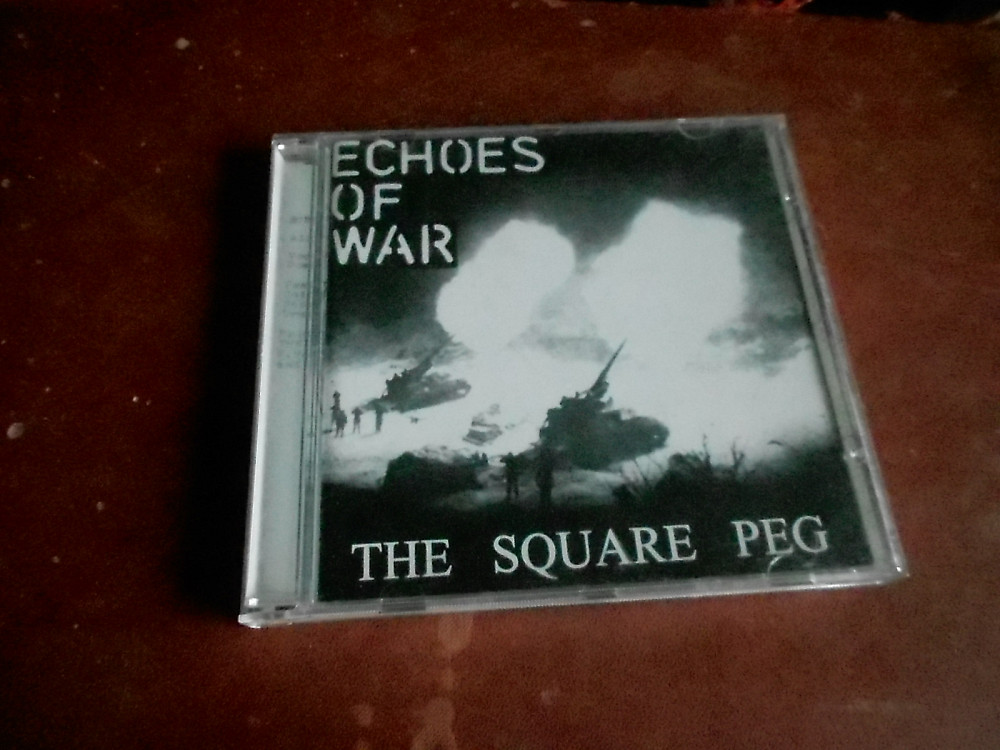 ECHOES
OF
WAR
THE SQUARE PEG